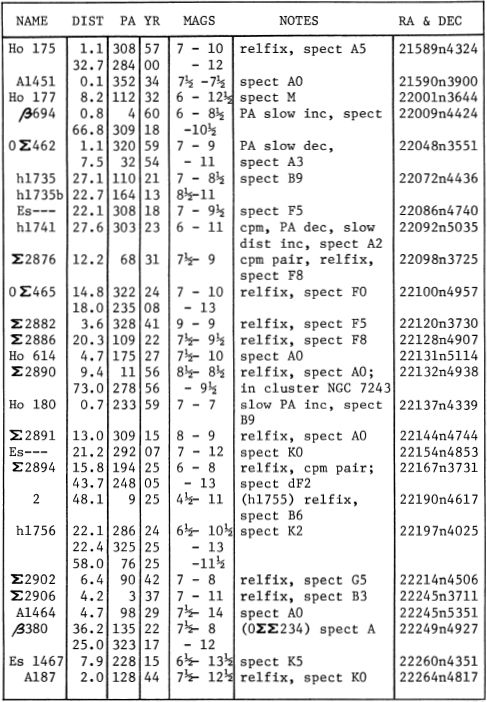 NAME DIST PA YR MAGS NOTES RA & DEC
Ho 175 1.1 308 57 7 - 10 relfix, spect A5 21589n4324
32.7 284 00 - 12
A1451 0.1 352 34 7½ -7½ spect A0 21590n3900
Ho 177 8.2 112 32 6 - 12½ spect M 22001n3644
β694 0.8 4 60 6 - 8½ PA slow inc, spect 22009n4424
66.8 309 18 -10½
OΣ462 1.1 320 59 7 - 9 PA slow dec, 22048n3551
7.5 32 54 - 11 spect A3
h1735 27.1 110 21 7 - 8½ spect B9 22072n4436
h1735b 22.7 164 13 8½-11
Es--- 22.1 308 18 7 - 9½ spect F5 22086n4740
h1741 27.6 303 23 6 - 11 cpm, PA dec, slow 22092n5035
dist inc, spect A2
Σ2876 12.2 68 31 7½- 9 cpm pair, relfix, 22098n3725
spect F8
OΣ465 14.8 322 24 7 - 10 relfix, spect F0 22100n4957
18.0 235 08 - 13
Σ2882 3.6 328 41 9 - 9 relfix, spect F5 22120n3730
Σ2886 20.3 109 22 7½- 9½ relfix, spect F8 22128n4907
Ho 614 4.7 175 27 7½- 10 spect A0 22131n5114
Σ2890 9.4 11 56 8½- 8½ relfix, spect A0; 22132n4938
73.0 278 56 - 9½ in cluster NGC 7243
Ho 180 0.7 233 59 7 - 7 slow PA inc, spect 22137n4339
B9
Σ2891 13.0 309 15 8 - 9 relfix, spect A0 22144n4744
Es--- 21.2 292 07 7 - 12 spect K0 22154n4853
Σ2894 15.8 194 25 6 - 8 relfix, cpm pair; 22167n3731
43.7 248 05 - 13 spect dF2
2 48.1 9 25 4½- 11 (h1755) relfix, 22190n4617
spect B6
h1756 22.1 286 24 6½- 10½ spect K2 22197n4025
22.4 325 25 - 13
58.0 76 25 -11½
Σ2902 6.4 90 42 7 - 8 relfix, spect G5 22214n4506
Σ2906 4.2 3 37 7 - 11 relfix, spect B3 22245n3711
A1464 4.7 98 29 7½- 14 spect A0 22245n5351
β380 36.2 135 22 7½- 8 (OΣΣ234) spect A 22249n4927
25.0 323 17 - 12
Es 1467 7.9 228 15 6½- 13½ spect K5 22260n4351
A187 2.0 128 44 7½- 12½ relfix, spect K0 22264n4817